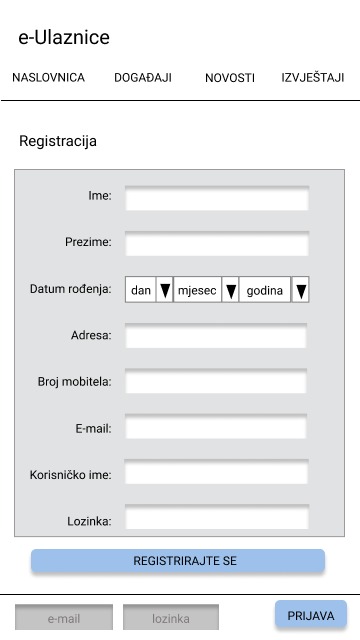 e-Ulaznice
NASLOVNICA DOGAĐAJI NOVOSTI IZVJEŠTAJI
Registracija
Ime:
Prezime:
Datum rođenja: dan mjesec godina
Adresa:
Broj mobitela:
E-mail:
Korisničko ime:
Lozinka:
REGISTRIRAJTE SE
e-mail lozinka PRIJAVA